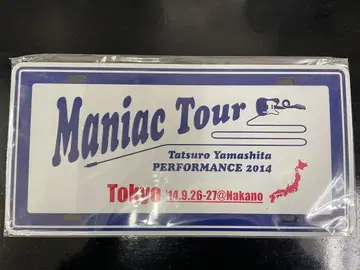 Maniac Tour
Tatsuro Yamashita
PERFORMANCE 2014
Tokyo '14.9.26-27@Nakano